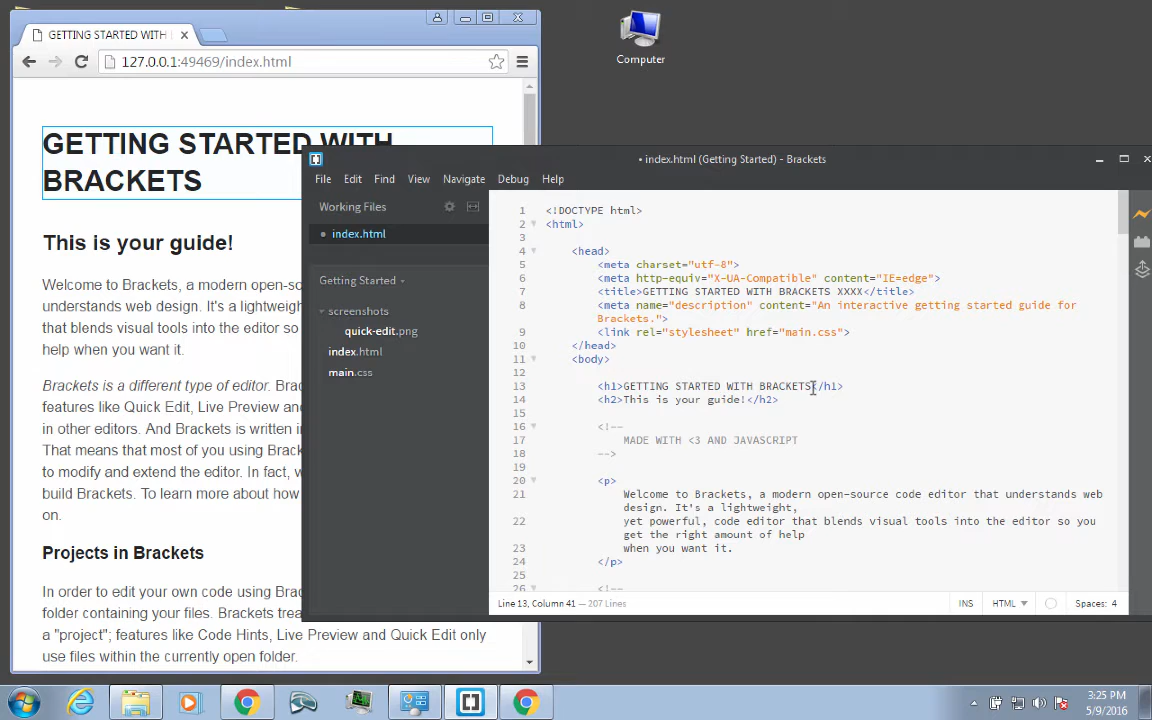 GETTING STARTED WITH
127.0.0.1:49469/index.html
GETTING STARTED WITH
BRACKETS
This is your guide!
Welcome to Brackets, a modern open-so
understands web design. It's a lightweigh
that blends visual tools into the editor so
help when you want it.
Brackets is a different type of editor. Brac
features like Quick Edit, Live Preview and
in other editors. And Brackets is written i
That means that most of you using Brack
to modify and extend the editor. In fact, w
build Brackets. To learn more about how
on.
Projects in Brackets
In order to edit your own code using Brac
folder containing your files. Brackets trea
a "project"; features like Code Hints, Live Preview and Quick Edit only
use files within the currently open folder.
Computer
• index.html (Getting Started) - Brackets
File Edit Find View Navigate Debug Help
Working Files
• index.html
Getting Started
screenshots
quick-edit.png
index.html
main.css
1 <!DOCTYPE html>
2 <html>
3
4 <head>
5 <meta charset="utf-8">
6 <meta http-equiv="X-UA-Compatible" content="IE=edge">
7 <title>GETTING STARTED WITH BRACKETS XXXX</title>
8 <meta name="description" content="An interactive getting started guide for
Brackets.">
9 <link rel="stylesheet" href="main.css">
10 </head>
11 <body>
12
13 <h1>GETTING STARTED WITH BRACKETS</h1>
14 <h2>This is your guide!</h2>
15
16 <!--
17 MADE WITH <3 AND JAVASCRIPT
18 -->
19
20 <p>
21 Welcome to Brackets, a modern open-source code editor that understands web
design. It's a lightweight,
22 yet powerful, code editor that blends visual tools into the editor so you
get the right amount of help
23 when you want it.
24 </p>
25
26 <!--
Line 13, Column 41 — 207 Lines
INS HTML Spaces: 4
3:25 PM
5/9/2016